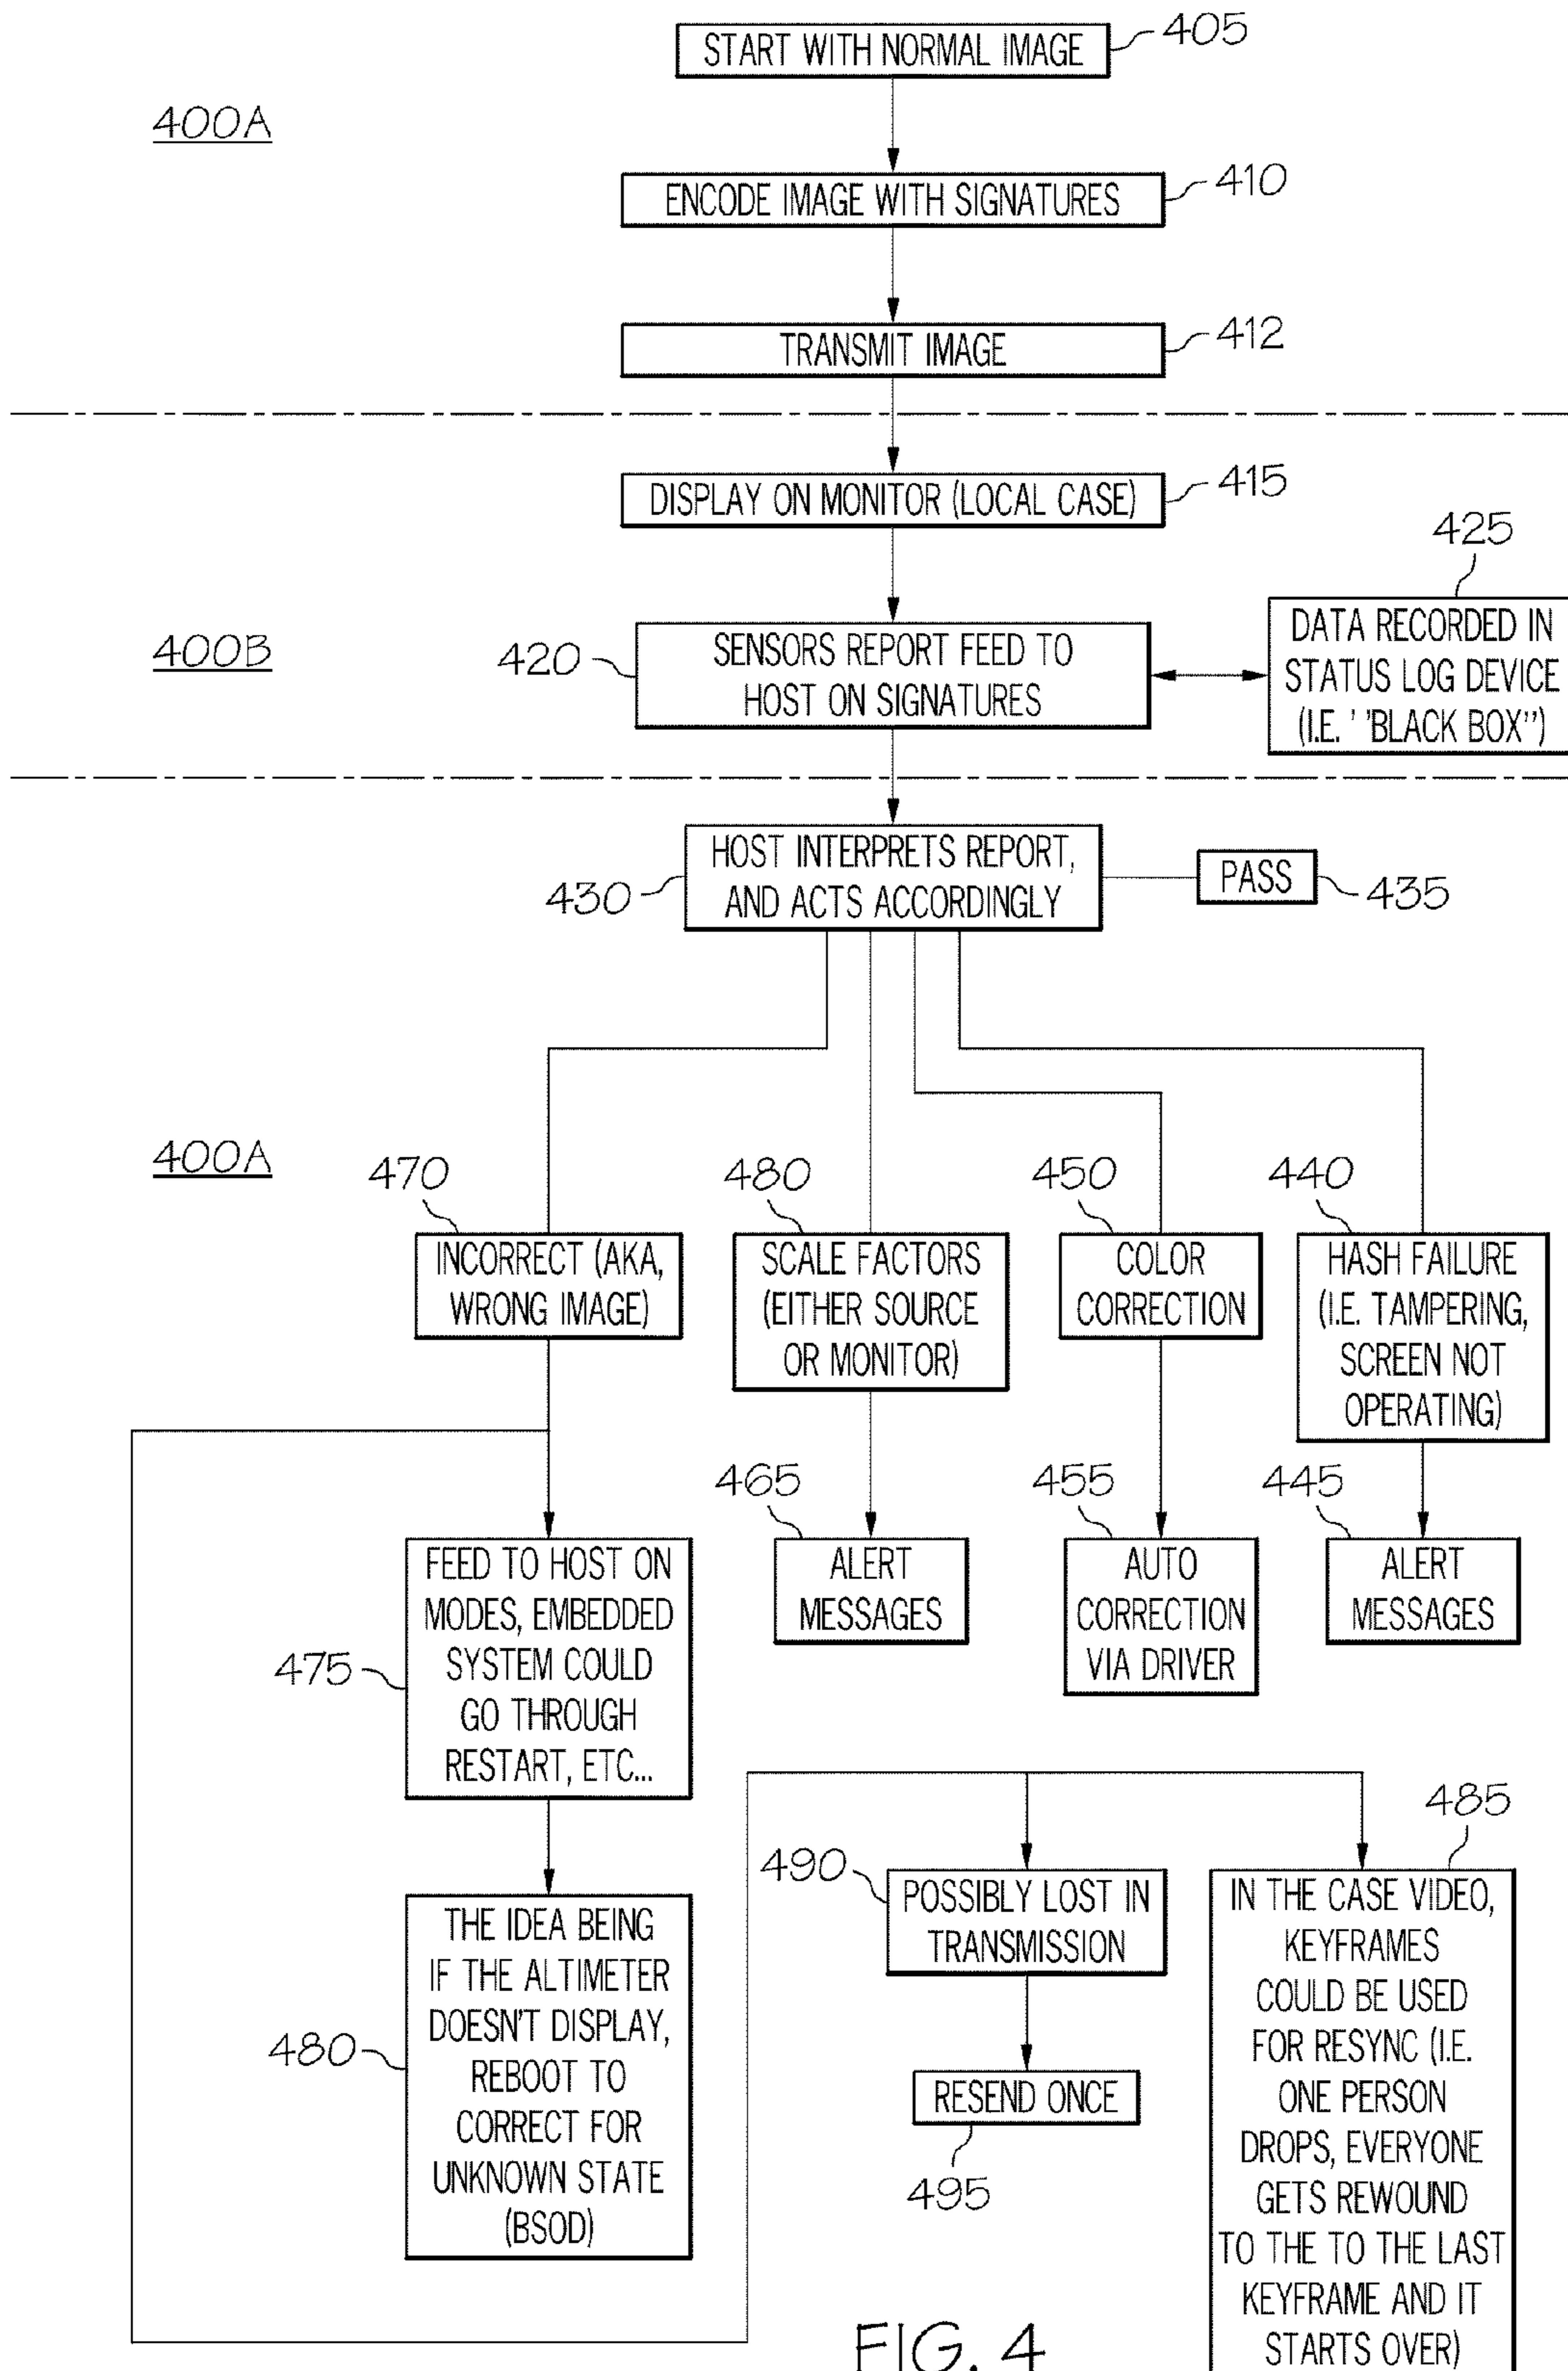 START WITH NORMAL IMAGE
405
400A
ENCODE IMAGE WITH SIGNATURES
410
TRANSMIT IMAGE
412
DISPLAY ON MONITOR (LOCAL CASE)
415
425
400B
420
SENSORS REPORT FEED TO
HOST ON SIGNATURES
DATA RECORDED IN
STATUS LOG DEVICE
(I.E. ' 'BLACK BOX'')
430
HOST INTERPRETS REPORT,
AND ACTS ACCORDINGLY
PASS
435
400A
470
INCORRECT (AKA,
WRONG IMAGE)
480
SCALE FACTORS
(EITHER SOURCE
OR MONITOR)
450
COLOR
CORRECTION
440
HASH FAILURE
(I.E. TAMPERING,
SCREEN NOT
OPERATING)
475
FEED TO HOST ON
MODES, EMBEDDED
SYSTEM COULD
GO THROUGH
RESTART, ETC...
465
ALERT
MESSAGES
455
AUTO
CORRECTION
VIA DRIVER
445
ALERT
MESSAGES
480
THE IDEA BEING
IF THE ALTIMETER
DOESN'T DISPLAY,
REBOOT TO
CORRECT FOR
UNKNOWN STATE
(BSOD)
490
POSSIBLY LOST IN
TRANSMISSION
RESEND ONCE
495
485
IN THE CASE VIDEO,
KEYFRAMES
COULD BE USED
FOR RESYNC (I.E.
ONE PERSON
DROPS, EVERYONE
GETS REWOUND
TO THE TO THE LAST
KEYFRAME AND IT
STARTS OVER)
FIG. 4